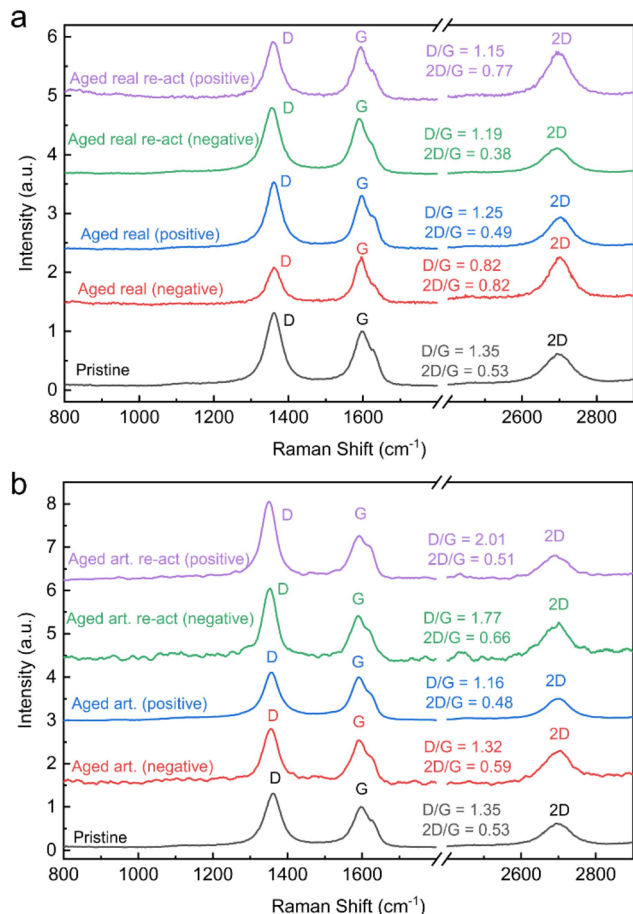 a
D
G
2D
Aged real re-act (positive)
D/G = 1.15
2D/G = 0.77
D
G
2D
Aged real re-act (negative)
D/G = 1.19
2D/G = 0.38
D
G
2D
Aged real (positive)
D/G = 1.25
2D/G = 0.49
D
G
2D
Aged real (negative)
D/G = 0.82
2D/G = 0.82
D
G
2D
Pristine
D/G = 1.35
2D/G = 0.53
Intensity (a.u.)
6
5
4
3
2
1
0
800 1000 1200 1400 1600 2600 2800
Raman Shift (cm⁻¹)
b
D
G
2D
Aged art. re-act (positive)
D/G = 2.01
2D/G = 0.51
D
G
2D
Aged art. re-act (negative)
D/G = 1.77
2D/G = 0.66
D
G
2D
Aged art. (positive)
D/G = 1.16
2D/G = 0.48
D
G
2D
Aged art. (negative)
D/G = 1.32
2D/G = 0.59
D
G
2D
Pristine
D/G = 1.35
2D/G = 0.53
Intensity (a.u.)
8
7
6
5
4
3
2
1
0
800 1000 1200 1400 1600 2600 2800
Raman Shift (cm⁻¹)